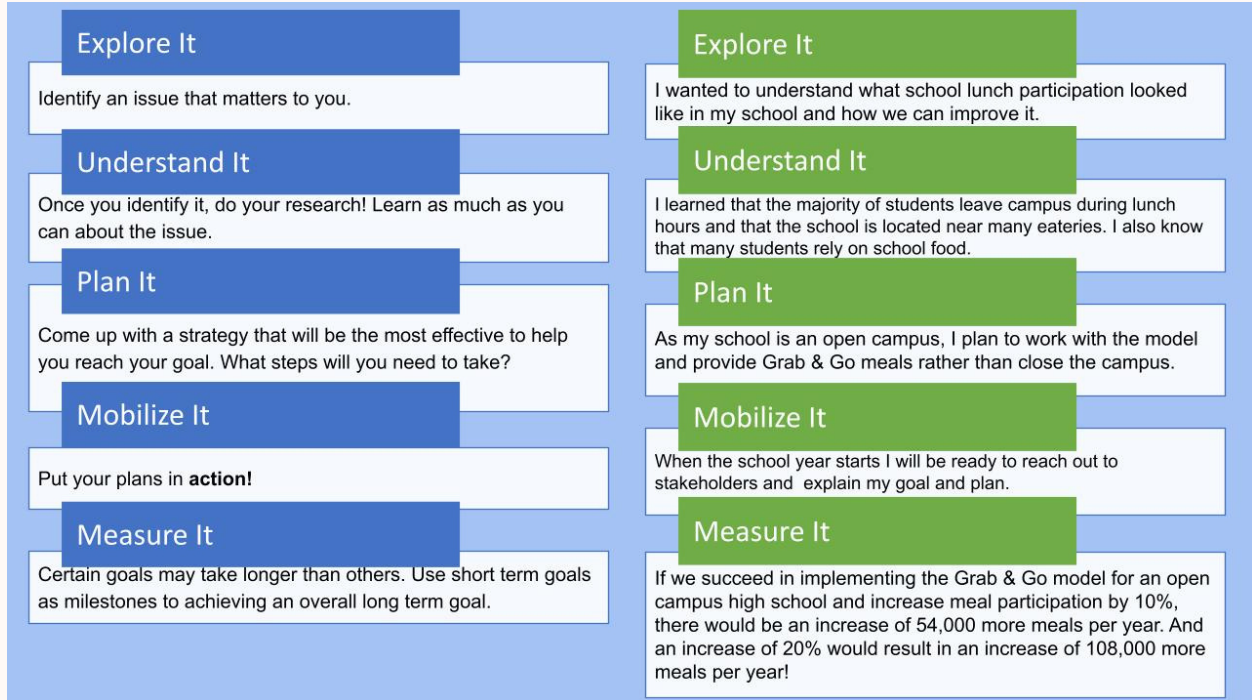 Explore It
Identify an issue that matters to you.
Understand It
Once you identify it, do your research! Learn as much as you
can about the issue.
Plan It
Come up with a strategy that will be the most effective to help
you reach your goal. What steps will you need to take?
Mobilize It
Put your plans in action!
Measure It
Certain goals may take longer than others. Use short term goals
as milestones to achieving an overall long term goal.
Explore It
I wanted to understand what school lunch participation looked
like in my school and how we can improve it.
Understand It
I learned that the majority of students leave campus during lunch
hours and that the school is located near many eateries. I also know
that many students rely on school food.
Plan It
As my school is an open campus, I plan to work with the model
and provide Grab & Go meals rather than close the campus.
Mobilize It
When the school year starts I will be ready to reach out to
stakeholders and  explain my goal and plan.
Measure It
If we succeed in implementing the Grab & Go model for an open
campus high school and increase meal participation by 10%,
there would be an increase of 54,000 more meals per year. And
an increase of 20% would result in an increase of 108,000 more
meals per year!